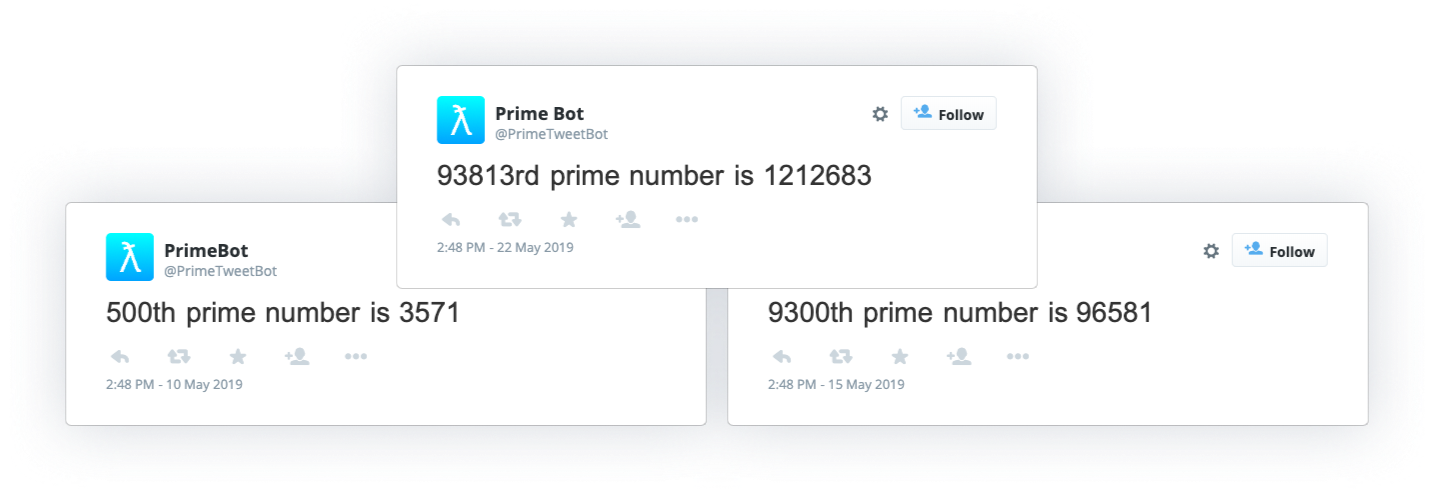 Prime Bot
@PrimeTweetBot
Follow
93813rd prime number is 1212683
2:48 PM - 22 May 2019
PrimeBot
@PrimeTweetBot
500th prime number is 3571
2:48 PM - 10 May 2019
Follow
9300th prime number is 96581
2:48 PM - 15 May 2019